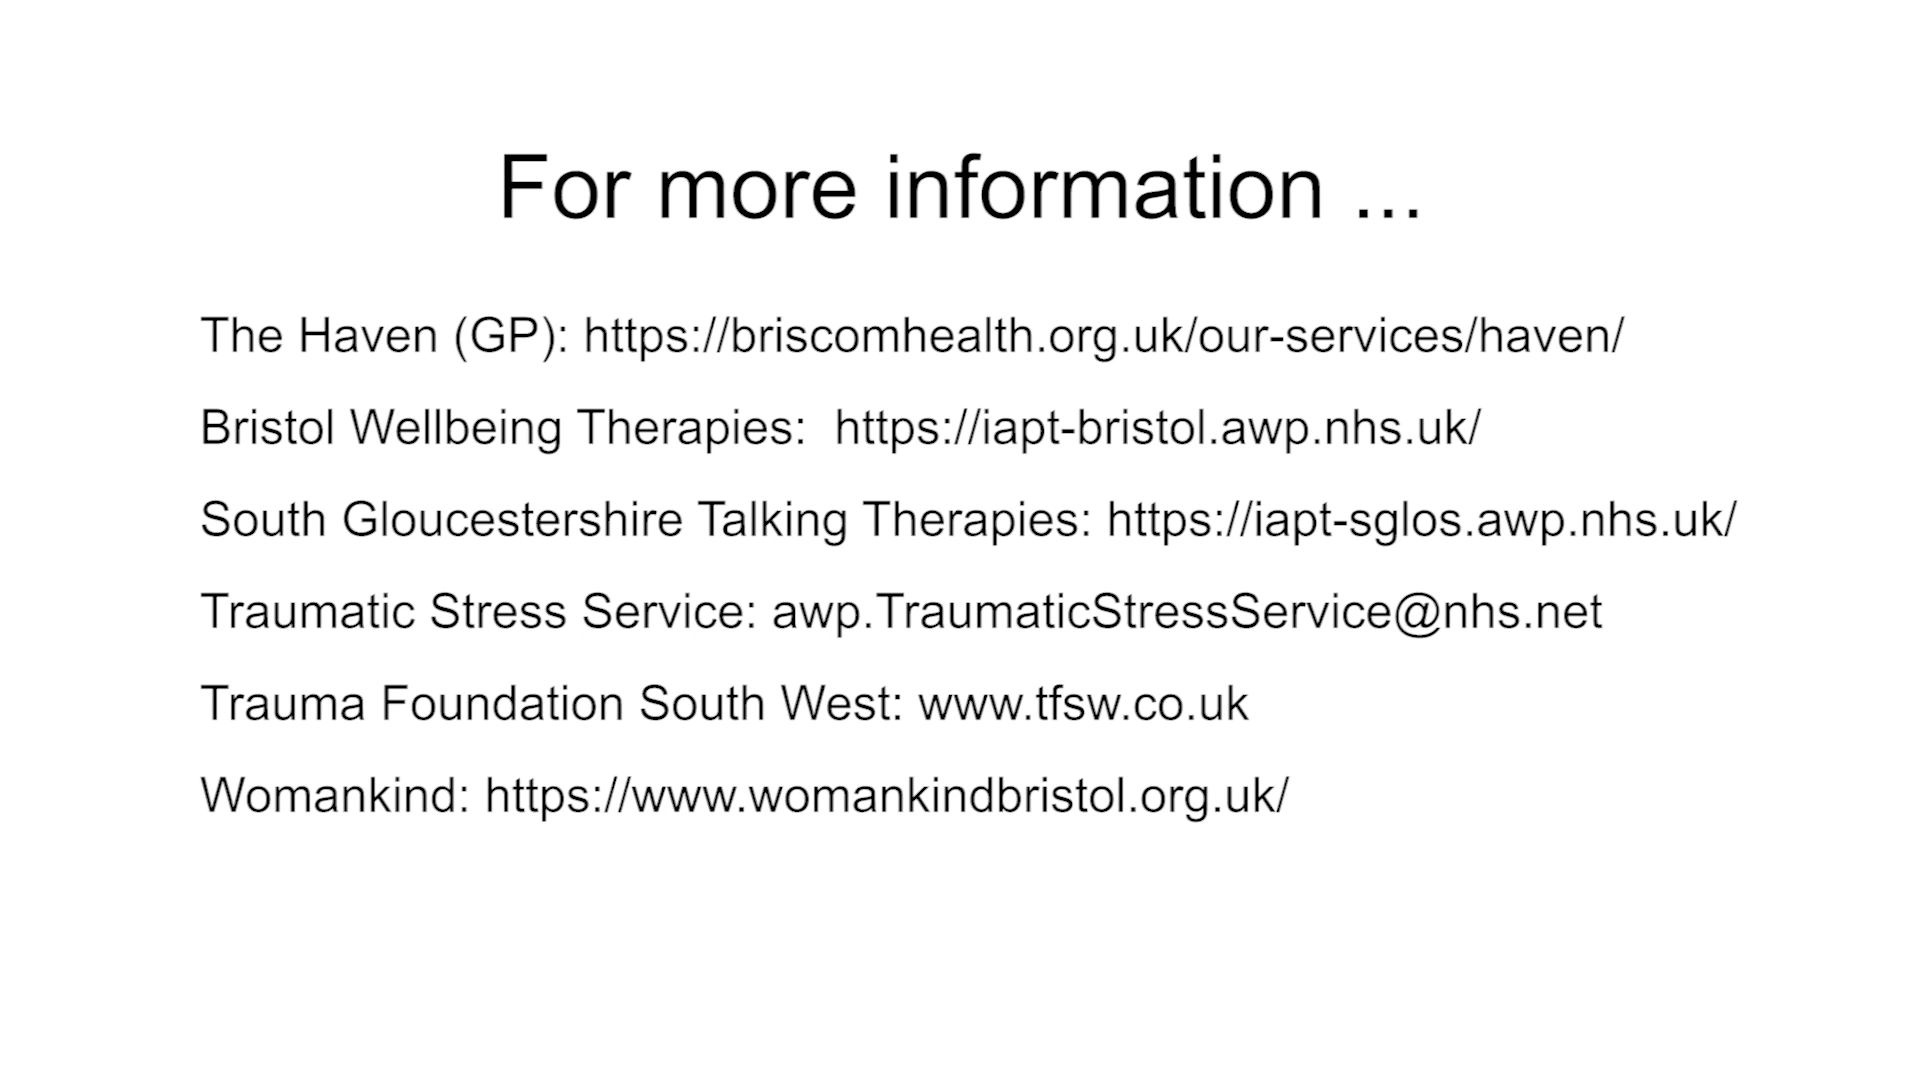 For more information ...
The Haven (GP): https://briscomhealth.org.uk/our-services/haven/
Bristol Wellbeing Therapies:  https://iapt-bristol.awp.nhs.uk/
South Gloucestershire Talking Therapies: https://iapt-sglos.awp.nhs.uk/
Traumatic Stress Service: awp.TraumaticStressService@nhs.net
Trauma Foundation South West: www.tfsw.co.uk
Womankind: https://www.womankindbristol.org.uk/